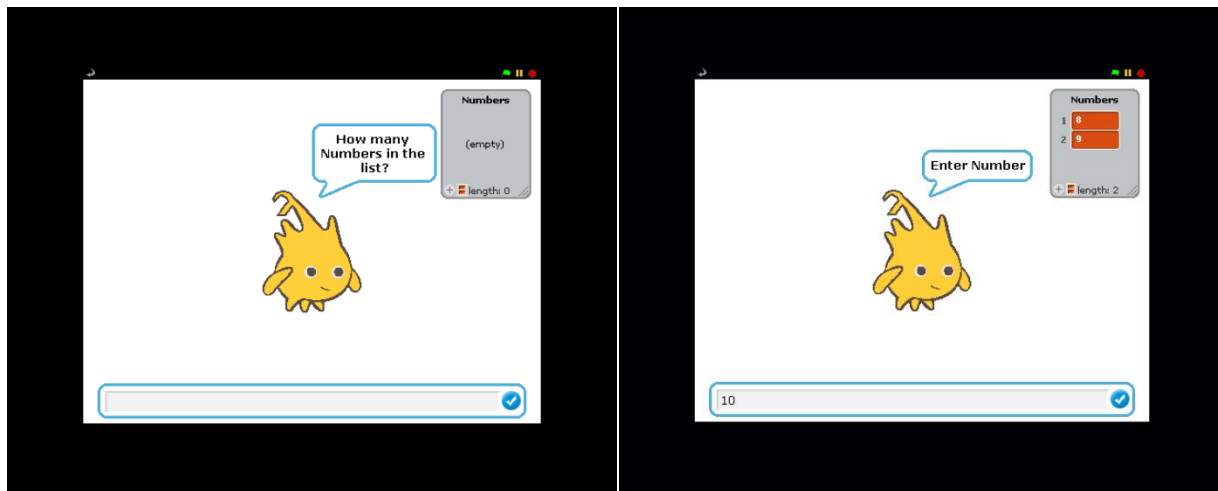 Numbers
How many
Numbers in the
list?
(empty)
+ length: 0
Numbers
1 8
2 9
Enter Number
+ length: 2
10